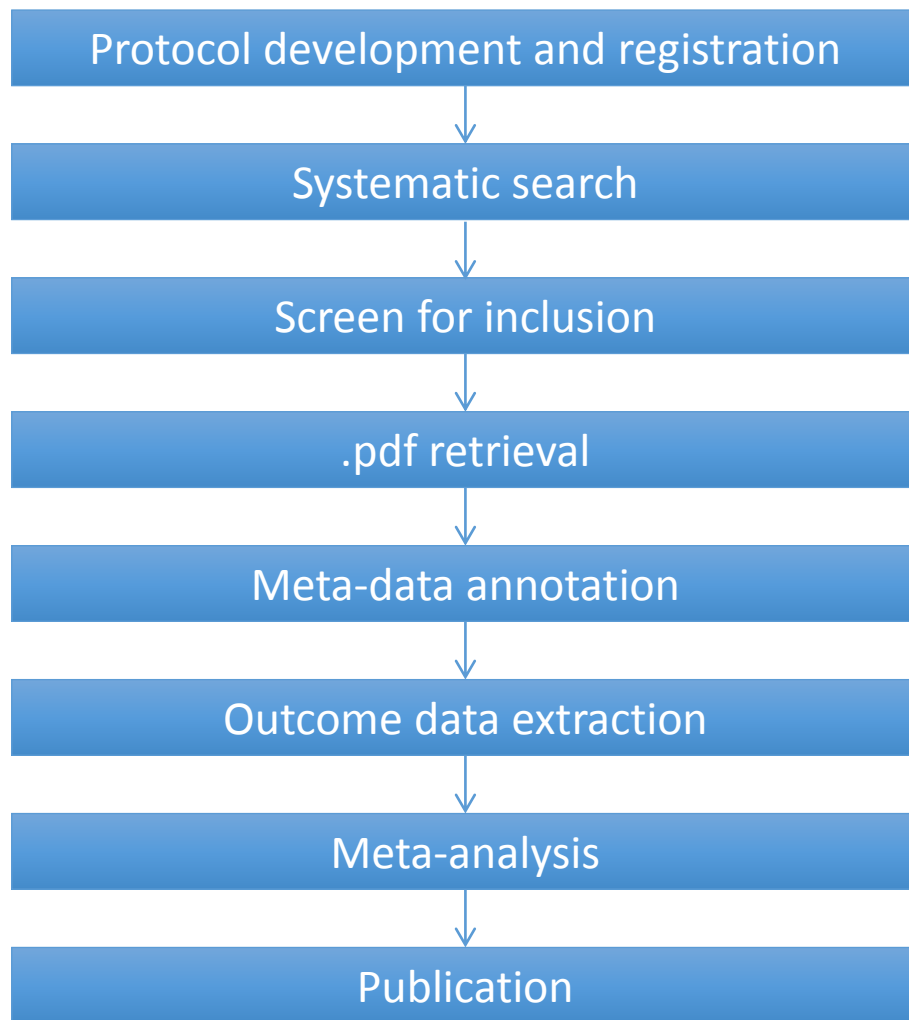 Protocol development and registration
Systematic search
Screen for inclusion
.pdf retrieval
Meta-data annotation
Outcome data extraction
Meta-analysis
Publication